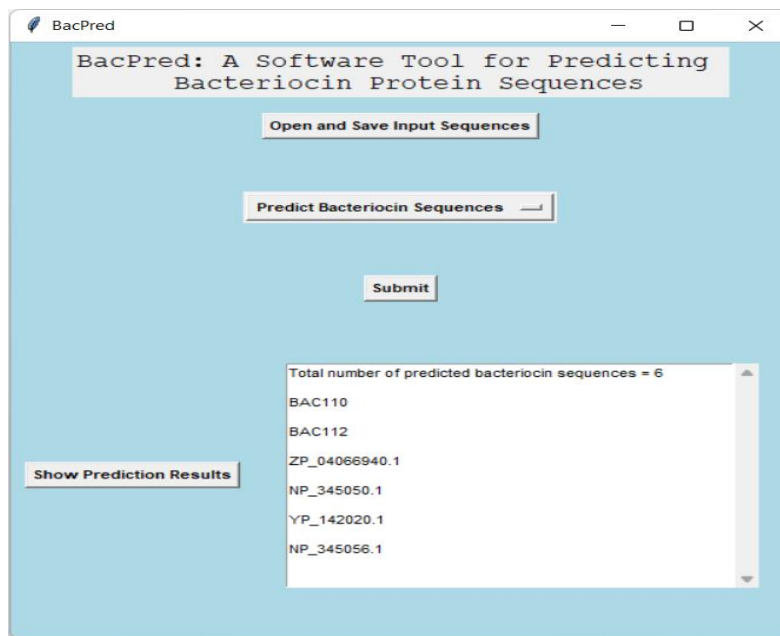 BacPred
BacPred: A Software Tool for Predicting
Bacteriocin Protein Sequences
Open and Save Input Sequences
Predict Bacteriocin Sequences
Submit
Total number of predicted bacteriocin sequences = 6
BAC110
BAC112
ZP_04066940.1
Show Prediction Results
NP_345050.1
YP_142020.1
NP_345056.1